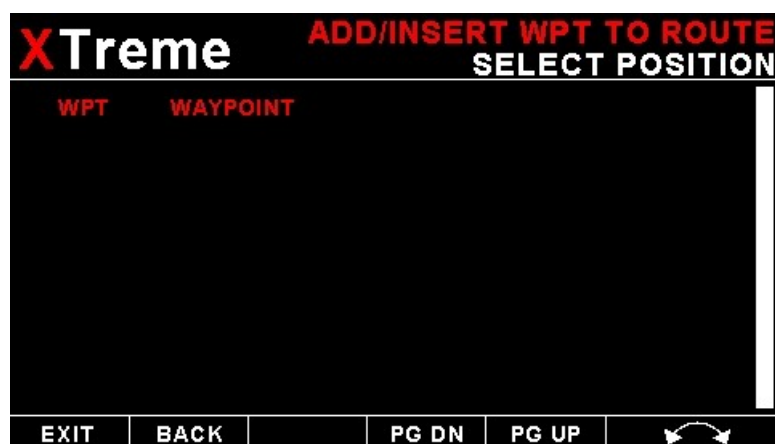 XTreme
ADD/INSERT WPT TO ROUTE
SELECT POSITION
WPT WAYPOINT
EXIT BACK PG DN PG UP